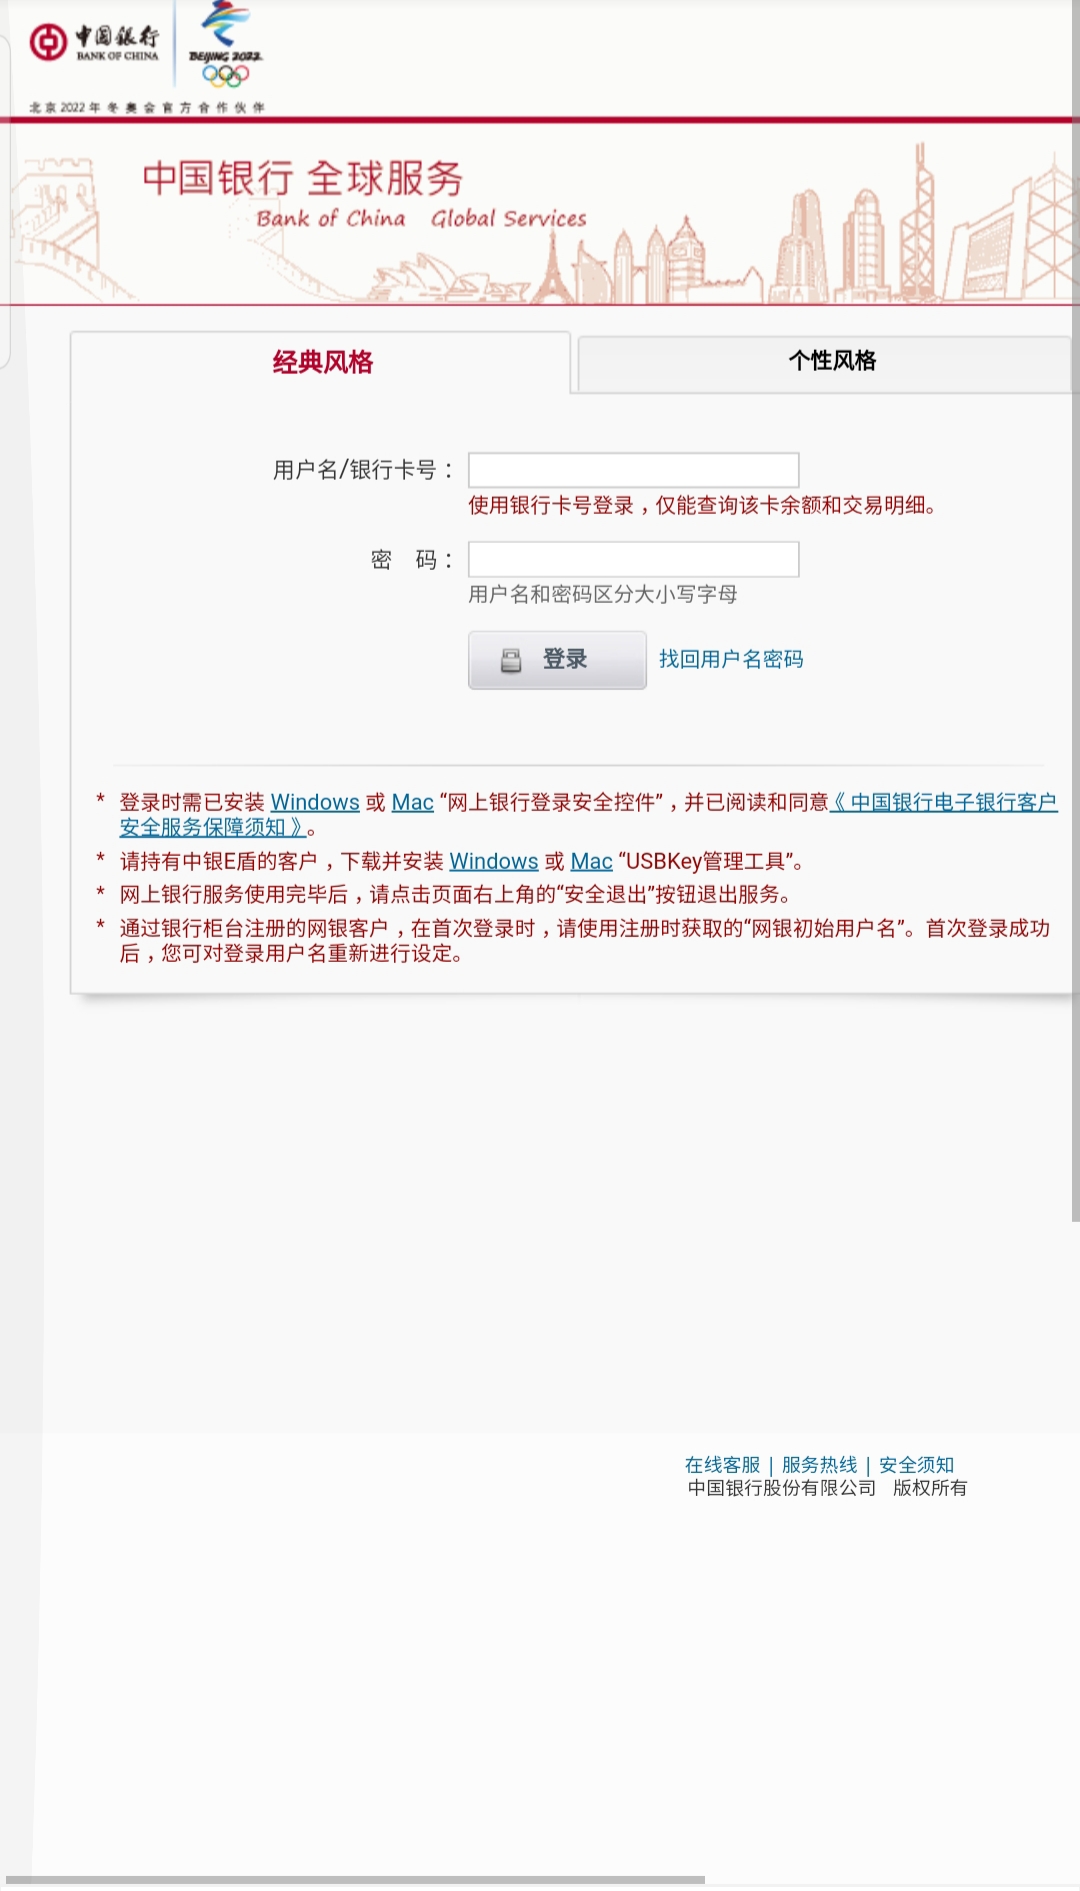 中国银行
BANK OF CHINA
BEIJING 2022
北京2022年冬奥会官方合作伙伴
中国银行 全球服务
Bank of China Global Services
经典风格
个性风格
用户名/银行卡号：
使用银行卡号登录，仅能查询该卡余额和交易明细。
密 码：
用户名和密码区分大小写字母
登录 找回用户名密码
* 登录时需已安装 Windows 或 Mac “网上银行登录安全控件”，并已阅读和同意《中国银行电子银行客户
安全服务保障须知》。
* 请持有中银E盾的客户，下载并安装 Windows 或 Mac “USBKey管理工具”。
* 网上银行服务使用完毕后，请点击页面右上角的“安全退出”按钮退出服务。
* 通过银行柜台注册的网银客户，在首次登录时，请使用注册时获取的“网银初始用户名”。首次登录成功
后，您可对登录用户名重新进行设定。
在线客服 | 服务热线 | 安全须知
中国银行股份有限公司 版权所有